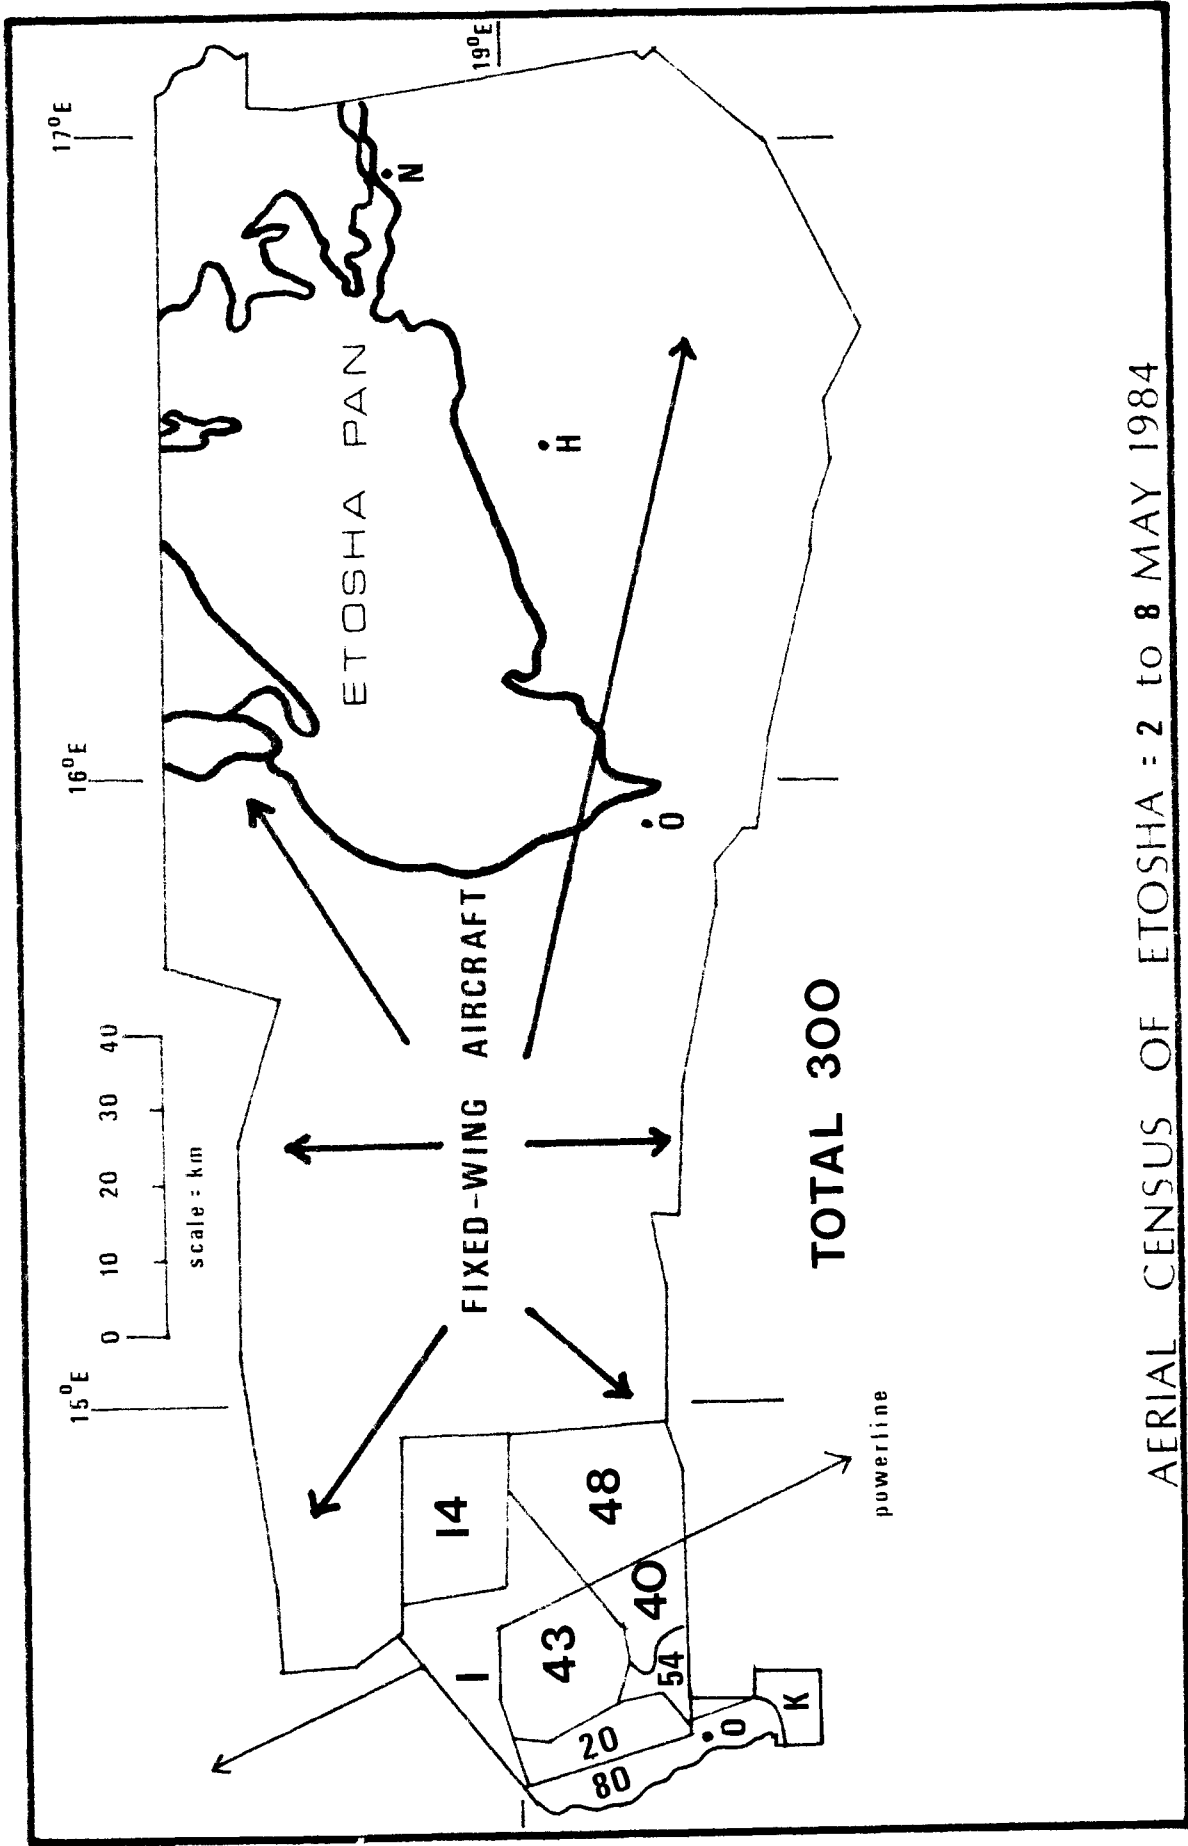 15°E
16°E
17°E
19°E
0 10 20 30 40
scale = km
ETOSHA PAN
N
H
O
FIXED-WING AIRCRAFT
14
1
43
48
40
54
20
80
O
K
TOTAL 300
powerline
AERIAL CENSUS OF ETOSHA : 2 to 8 MAY 1984